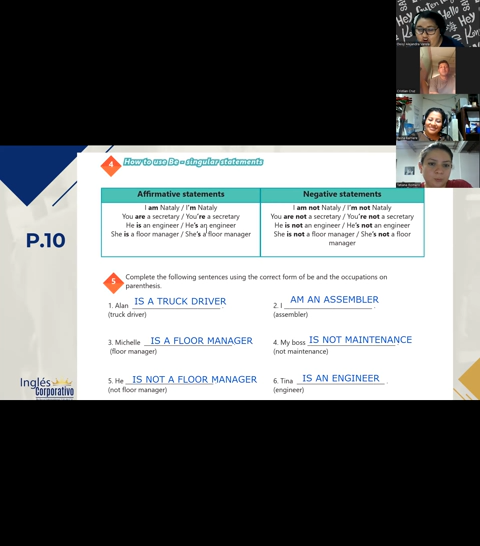 4 How to use Be – singular statements
Affirmative statements Negative statements
I am Nataly / I'm Nataly
You are a secretary / You're a secretary
He is an engineer / He's an engineer
She is a floor manager / She's a floor manager
I am not Nataly / I'm not Nataly
You are not a secretary / You're not a secretary
He is not an engineer / He's not an engineer
She is not a floor manager / She's not a floor
manager
P.10
5 Complete the following sentences using the correct form of be and the occupations on
parenthesis.
1. Alan IS A TRUCK DRIVER .
(truck driver)
2. I AM AN ASSEMBLER .
(assembler)
3. Michelle IS A FLOOR MANAGER
(floor manager)
4. My boss IS NOT MAINTENANCE
(not maintenance)
5. He IS NOT A FLOOR MANAGER
(not floor manager)
6. Tina IS AN ENGINEER .
(engineer)
Inglés
Corporativo